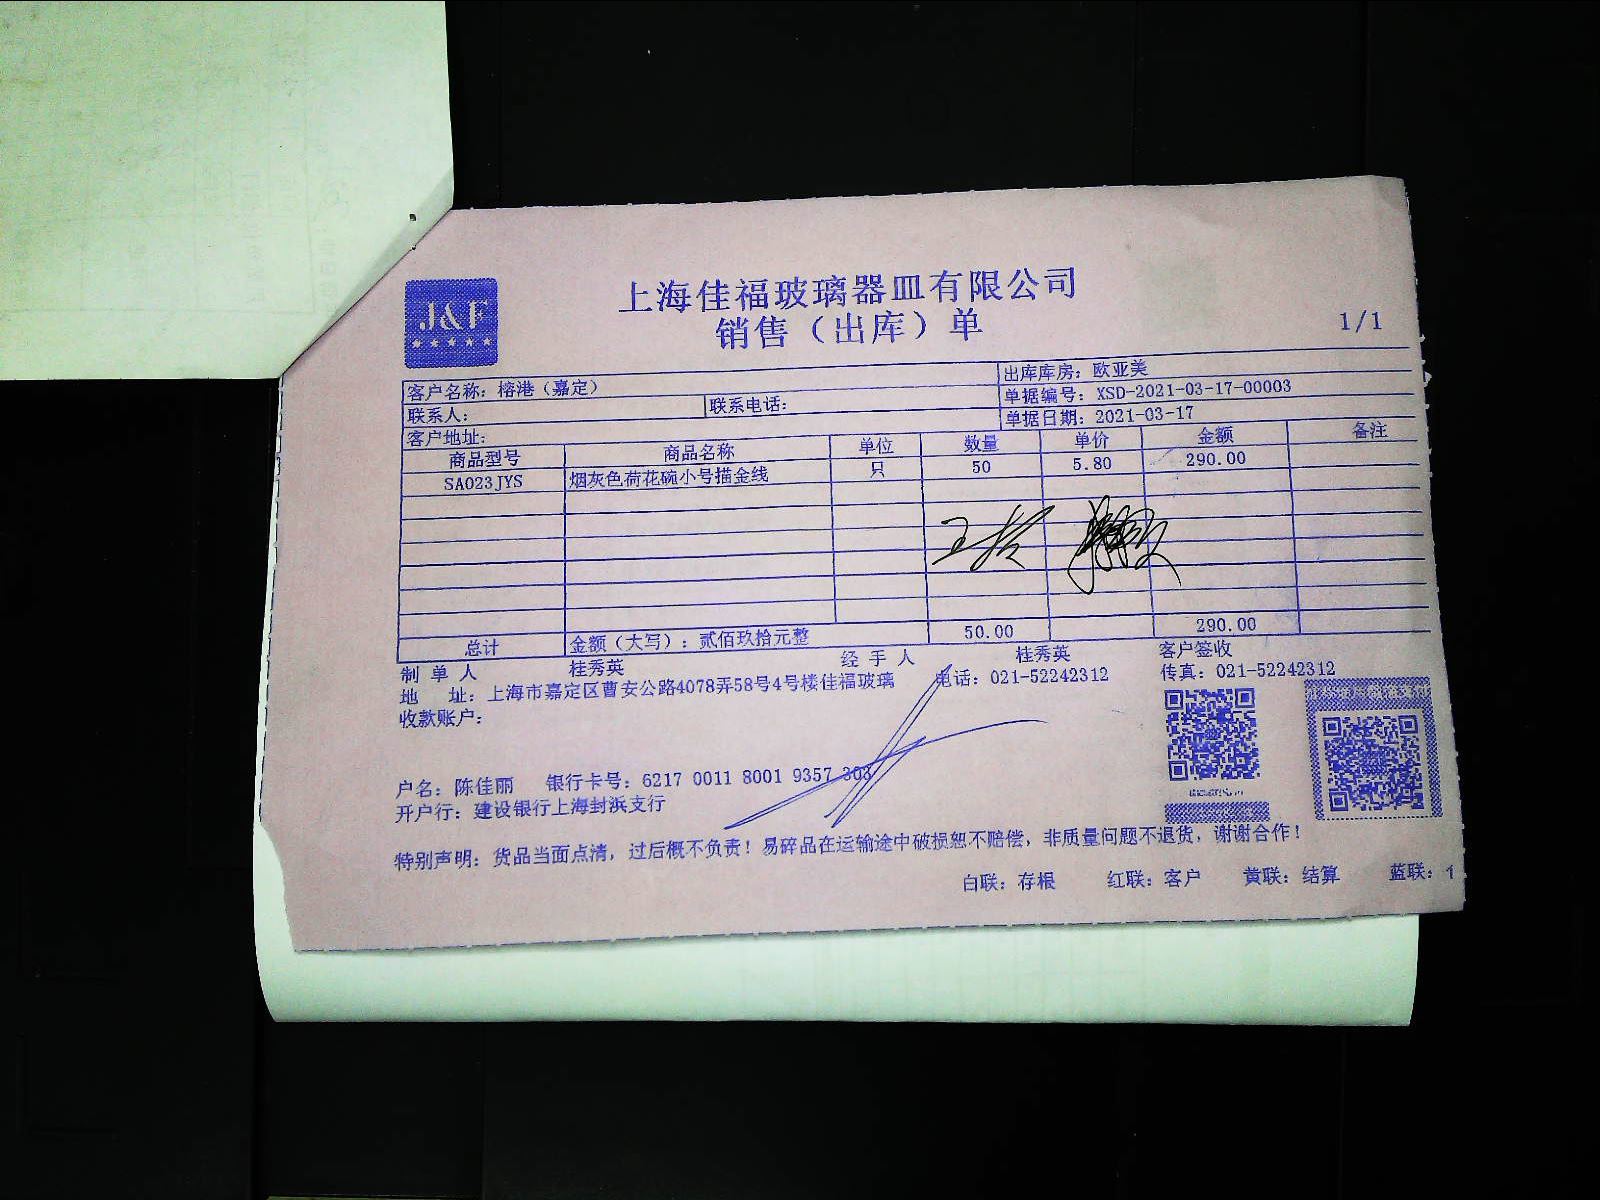 J&F
上海佳福玻璃器皿有限公司
销售（出库）单
1/1
客户名称：榕港（嘉定） 出库库房：欧亚美
联系人： 联系电话： 单据编号：XSD-2021-03-17-00003
客户地址： 单据日期：2021-03-17
商品型号 商品名称 单位 数量 单价 金额 备注
SA023JYS 烟灰色荷花碗小号描金线 只 50 5.80 290.00
总计 金额（大写）：贰佰玖拾元整 50.00 290.00
制单人 桂秀英 经手人 桂秀英 客户签收
地 址：上海市嘉定区曹安公路4078弄58号4号楼佳福玻璃 电话：021-52242312 传真：021-52242312
收款账户：
户名：陈佳丽 银行卡号：6217 0011 8001 9357 303
开户行：建设银行上海封浜支行
特别声明：货品当面点清，过后概不负责！易碎品在运输途中破损恕不赔偿，非质量问题不退货，谢谢合作！
白联：存根 红联：客户 黄联：结算 蓝联：